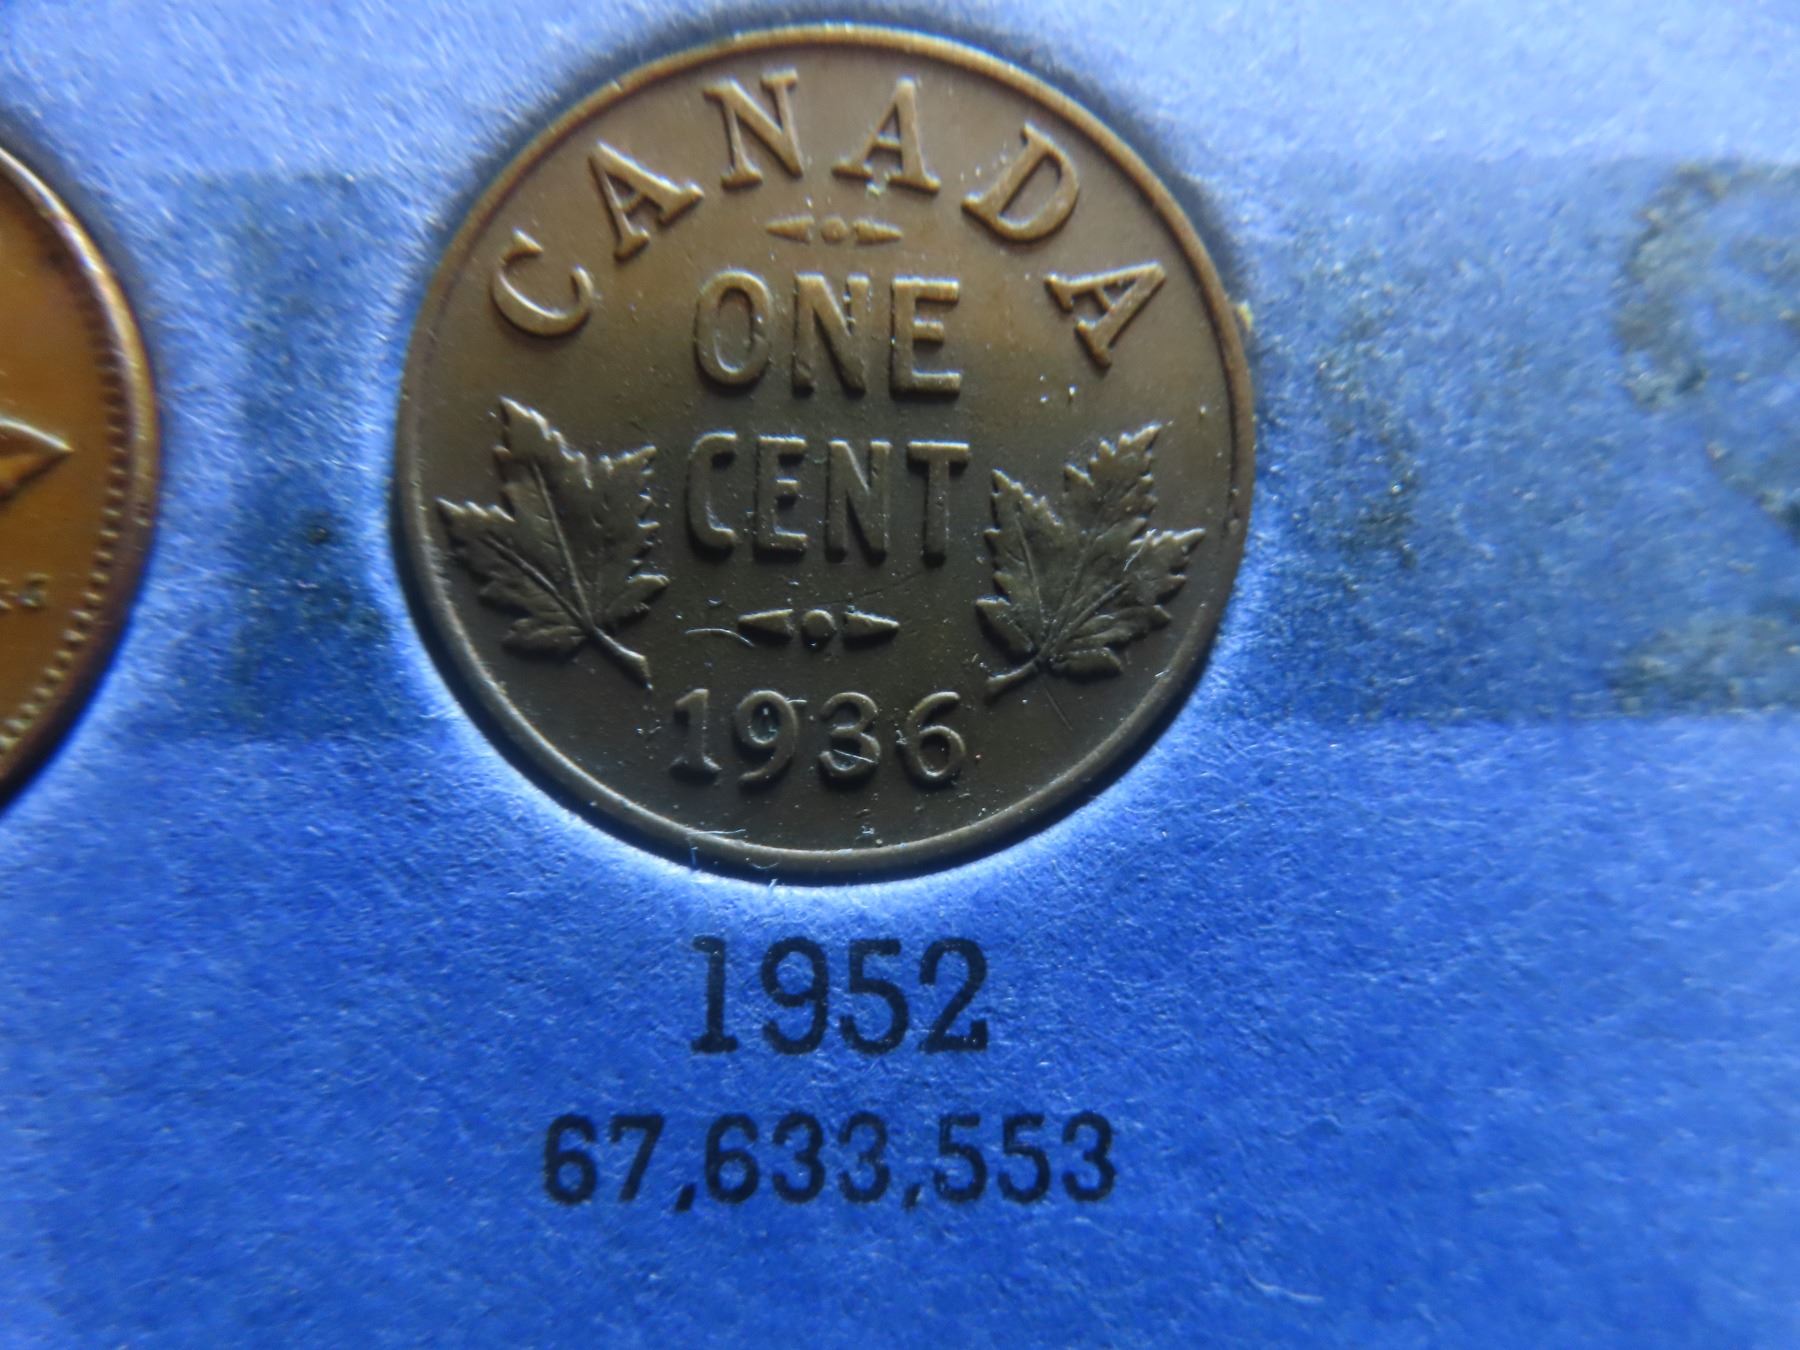 CANADA
ONE
CENT
1936
1952
67,633,553